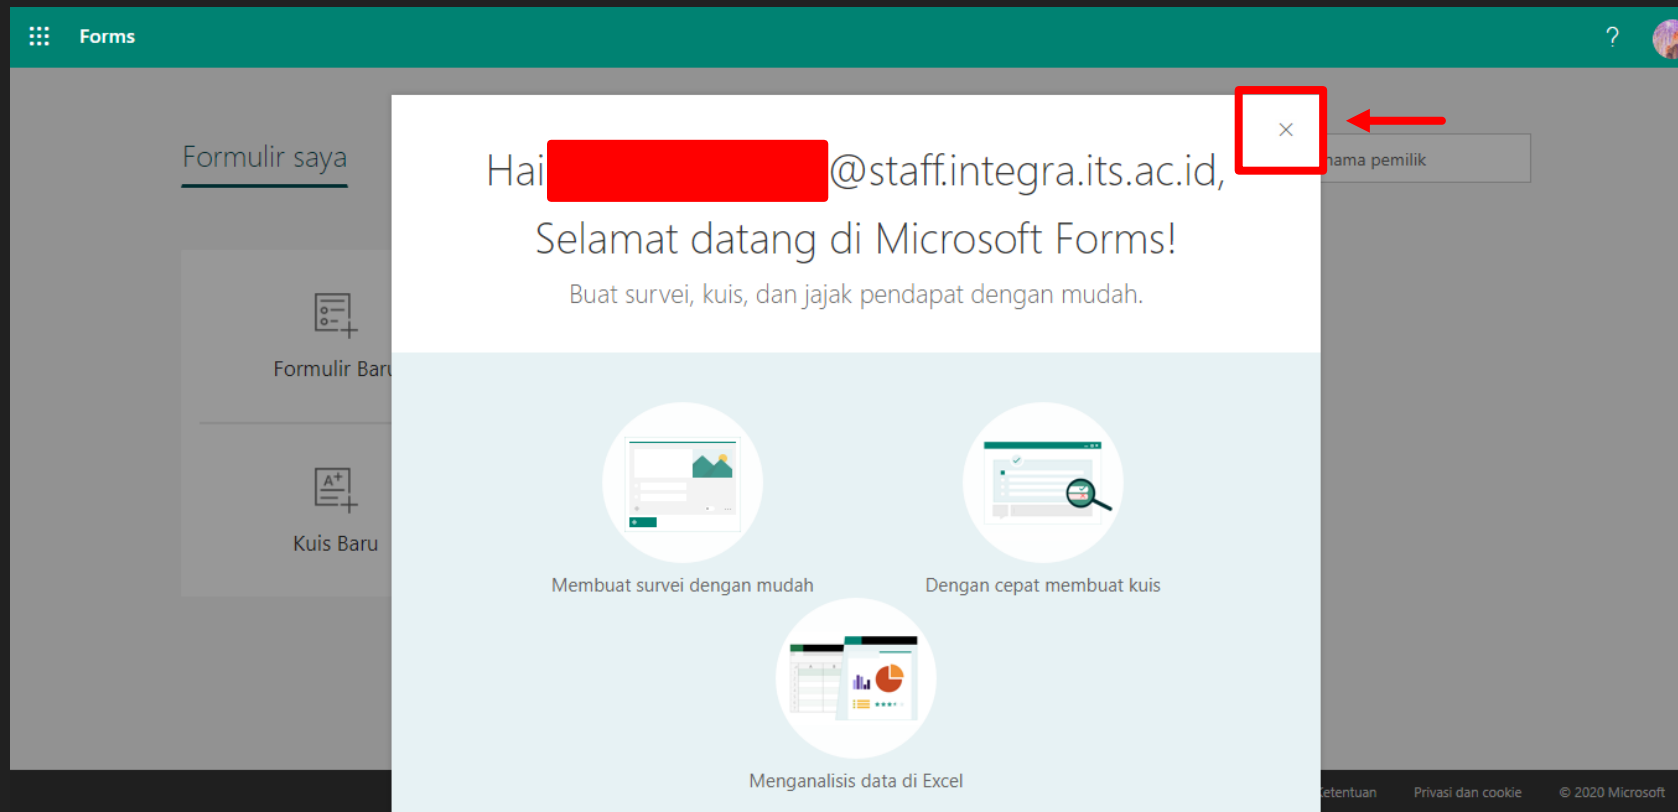 Forms
?
Formulir saya
nama pemilik
Hai
@staff.integra.its.ac.id,
Selamat datang di Microsoft Forms!
Buat survei, kuis, dan jajak pendapat dengan mudah.
Formulir Baru
Kuis Baru
Membuat survei dengan mudah
Dengan cepat membuat kuis
Menganalisis data di Excel
Privasi dan cookie
© 2020 Microsoft